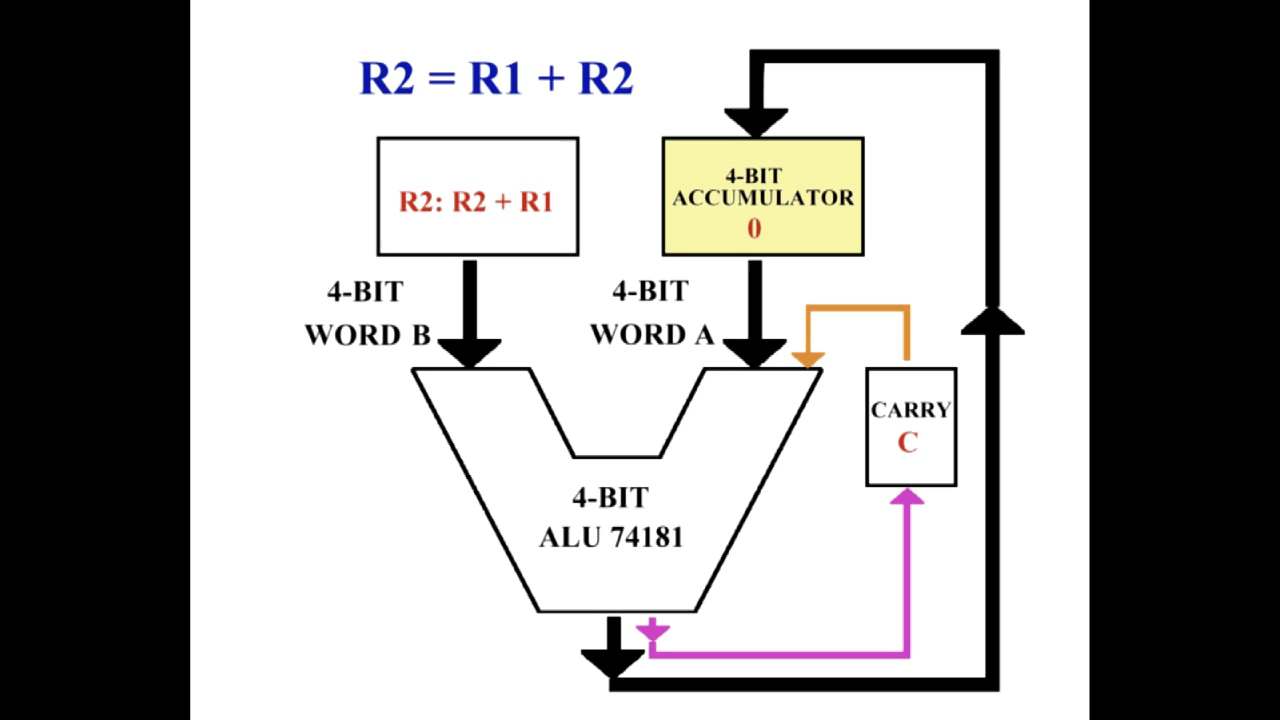 R2 = R1 + R2
R2: R2 + R1
4-BIT
ACCUMULATOR
0
4-BIT
WORD B
4-BIT
WORD A
CARRY
C
4-BIT
ALU 74181